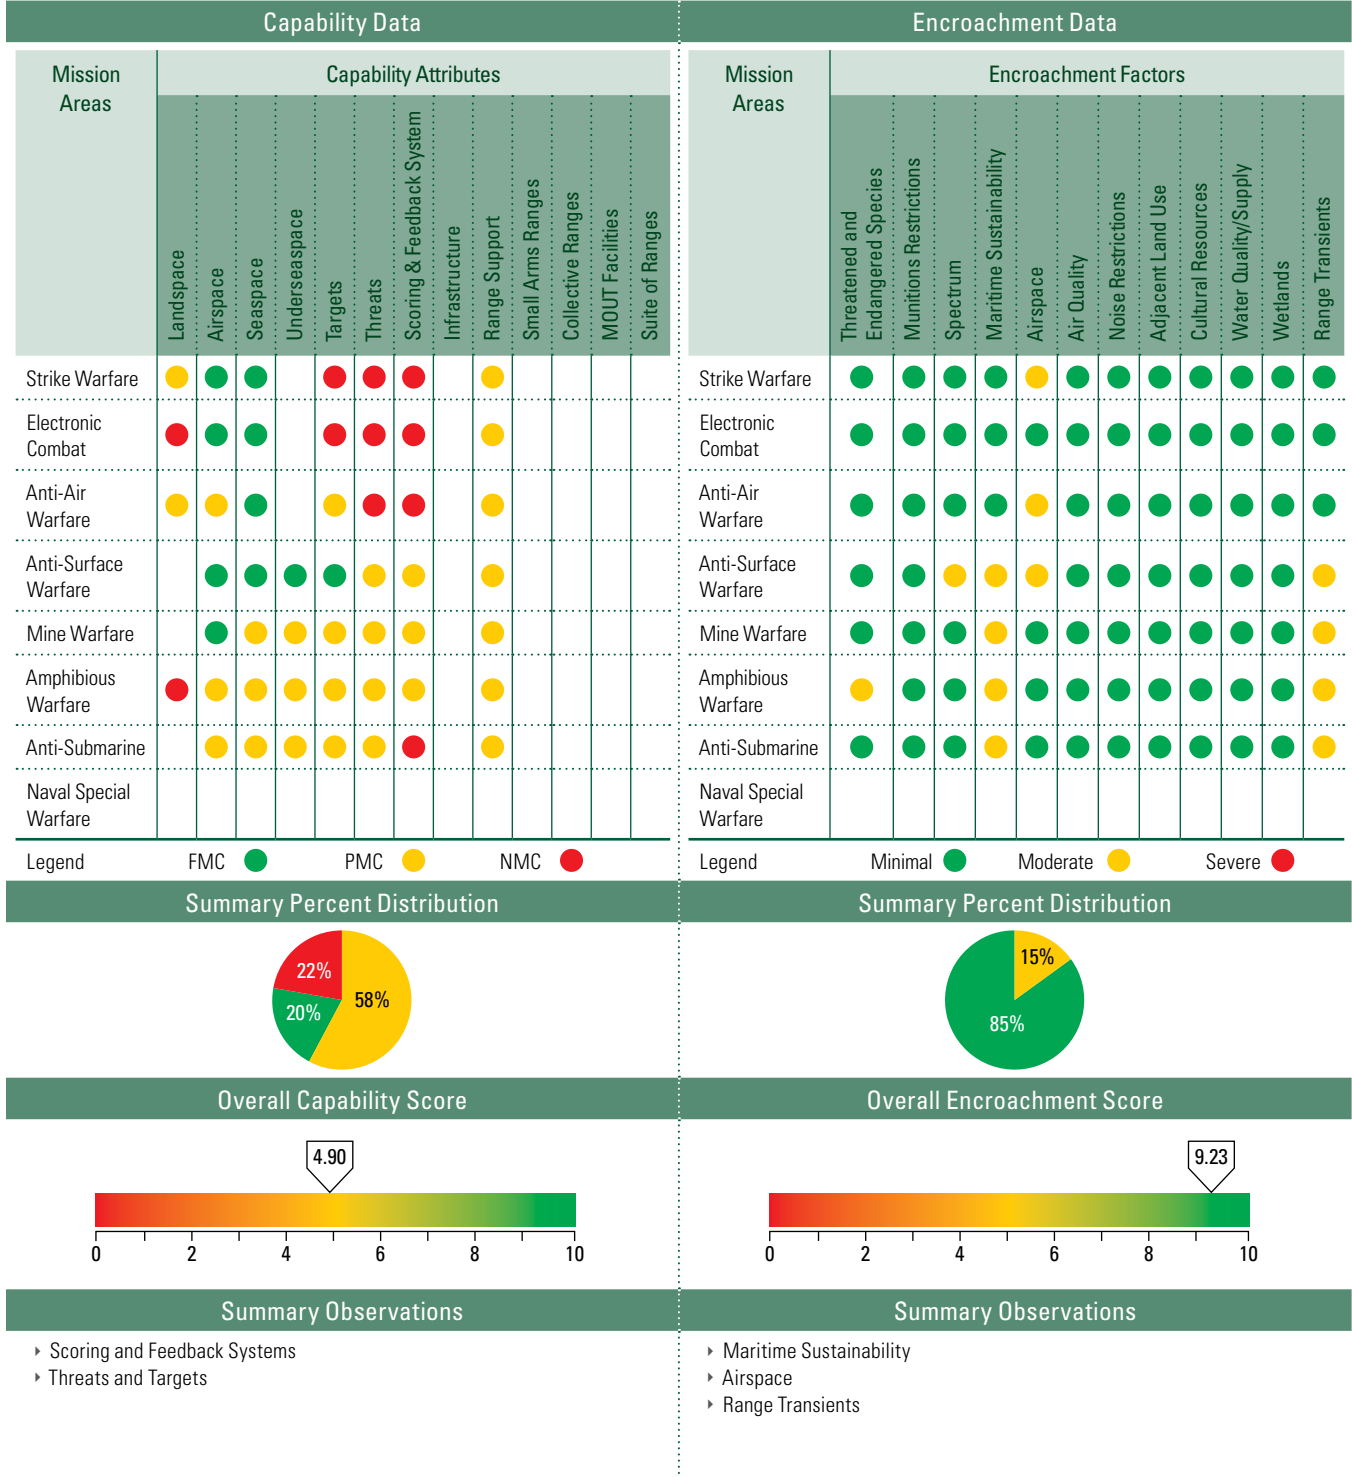 Capability Data
Mission
Areas
Capability Attributes
Landspace
Airspace
Seaspace
Underseaspace
Targets
Threats
Scoring & Feedback System
Infrastructure
Range Support
Small Arms Ranges
Collective Ranges
MOUT Facilities
Suite of Ranges
Strike Warfare
Electronic
Combat
Anti-Air
Warfare
Anti-Surface
Warfare
Mine Warfare
Amphibious
Warfare
Anti-Submarine
Naval Special
Warfare
Legend FMC PMC NMC
Summary Percent Distribution
22%
58%
20%
Overall Capability Score
4.90
0 2 4 6 8 10
Summary Observations
Scoring and Feedback Systems
Threats and Targets
Encroachment Data
Mission
Areas
Encroachment Factors
Threatened and
Endangered Species
Munitions Restrictions
Spectrum
Maritime Sustainability
Airspace
Air Quality
Noise Restrictions
Adjacent Land Use
Cultural Resources
Water Quality/Supply
Wetlands
Range Transients
Strike Warfare
Electronic
Combat
Anti-Air
Warfare
Anti-Surface
Warfare
Mine Warfare
Amphibious
Warfare
Anti-Submarine
Naval Special
Warfare
Legend Minimal Moderate Severe
Summary Percent Distribution
15%
85%
Overall Encroachment Score
9.23
0 2 4 6 8 10
Summary Observations
Maritime Sustainability
Airspace
Range Transients